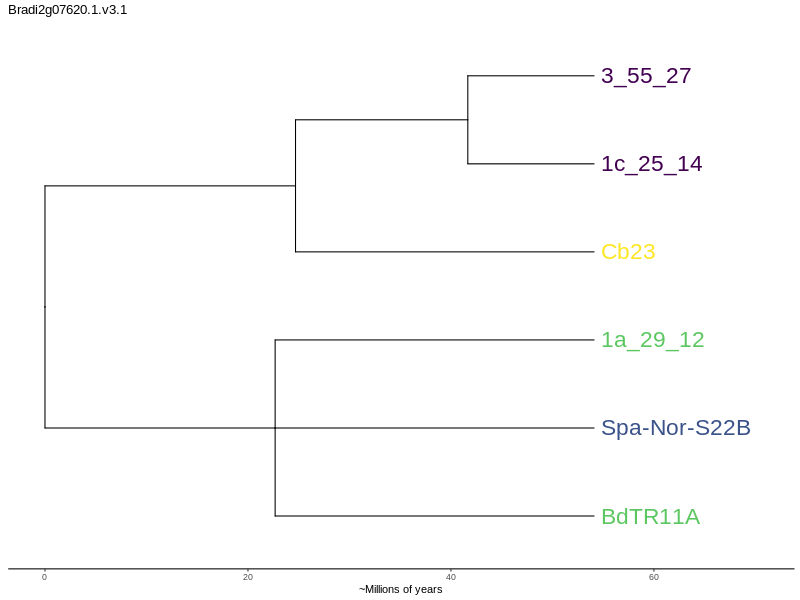 Bradi2g07620.1.v3.1
3_55_27
1c_25_14
Cb23
1a_29_12
Spa-Nor-S22B
BdTR11A
0 20 40 60
~Millions of years